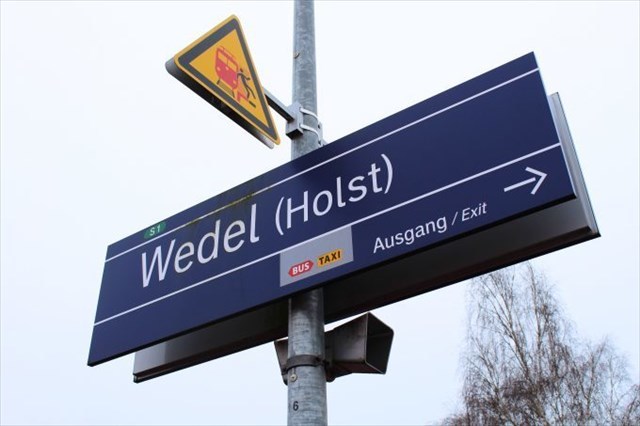 S1
Wedel (Holst)
BUS TAXI Ausgang / Exit
6